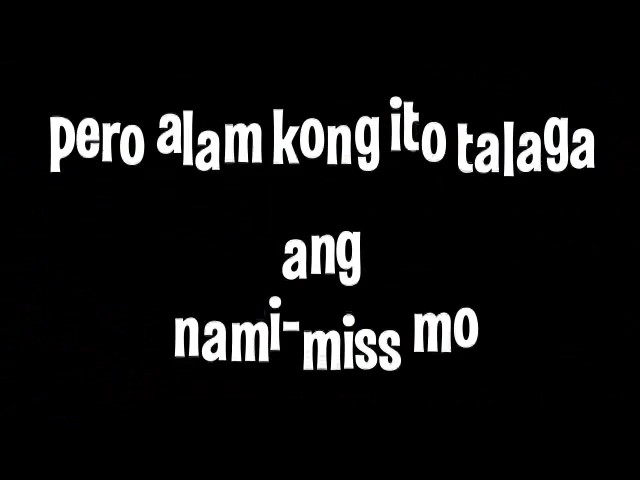 pero alam kong ito talaga
ang
nami-miss mo